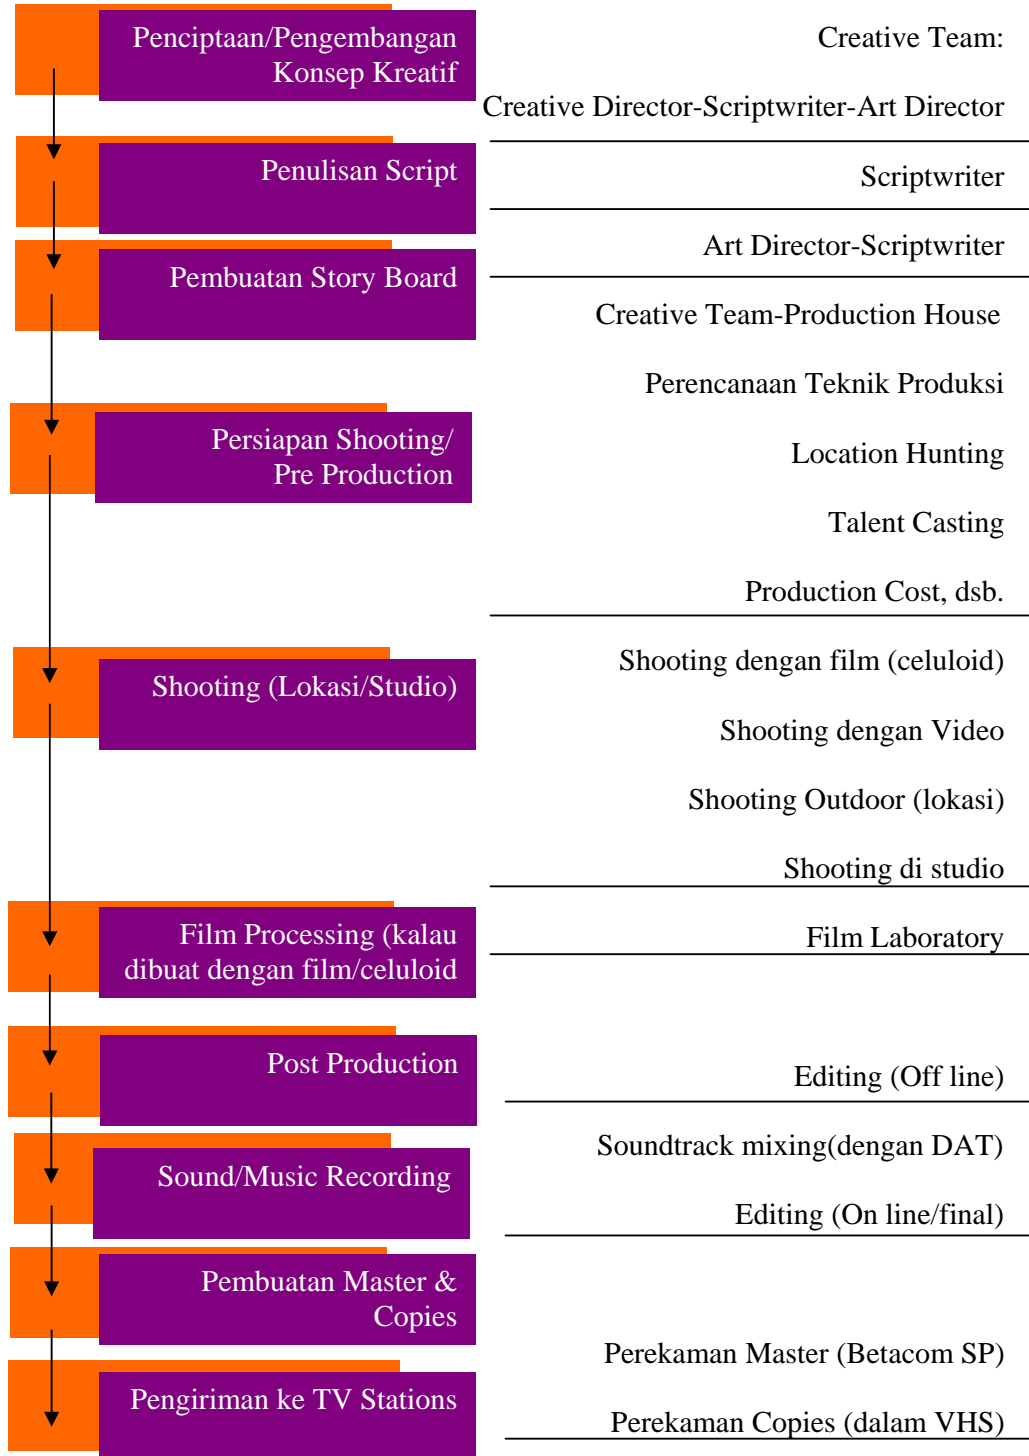 Penciptaan/Pengembangan
Konsep Kreatif
Creative Team:
Creative Director-Scriptwriter-Art Director
Penulisan Script
Scriptwriter
Pembuatan Story Board
Art Director-Scriptwriter
Persiapan Shooting/
Pre Production
Creative Team-Production House
Perencanaan Teknik Produksi
Location Hunting
Talent Casting
Production Cost, dsb.
Shooting (Lokasi/Studio)
Shooting dengan film (celuloid)
Shooting dengan Video
Shooting Outdoor (lokasi)
Shooting di studio
Film Processing (kalau
dibuat dengan film/celuloid
Film Laboratory
Post Production
Editing (Off line)
Sound/Music Recording
Soundtrack mixing(dengan DAT)
Editing (On line/final)
Pembuatan Master &
Copies
Pengiriman ke TV Stations
Perekaman Master (Betacom SP)
Perekaman Copies (dalam VHS)